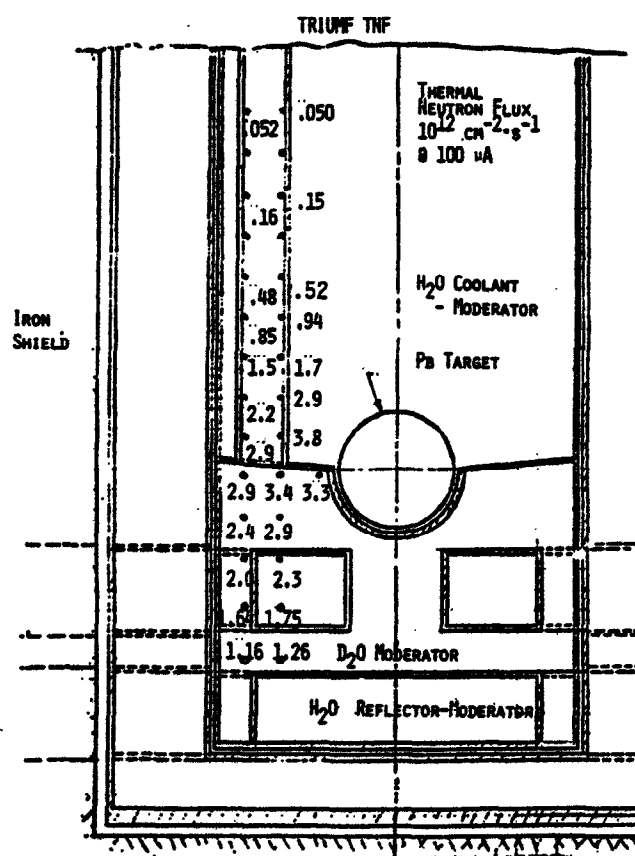 TRIUMF TNF
THERMAL
NEUTRON FLUX
10¹² CM⁻²·S⁻¹
@ 100 µA
.052 .050
.16 .15
.48 .52
.85 .94
1.5 1.7
2.2 2.9
2.9 3.8
H₂O COOLANT
- MODERATOR
IRON
SHIELD
PB TARGET
2.9 3.4 3.3
2.4 2.9
2.0 2.3
1.64 1.75
1.16 1.26 D₂O MODERATOR
H₂O REFLECTOR-MODERATOR